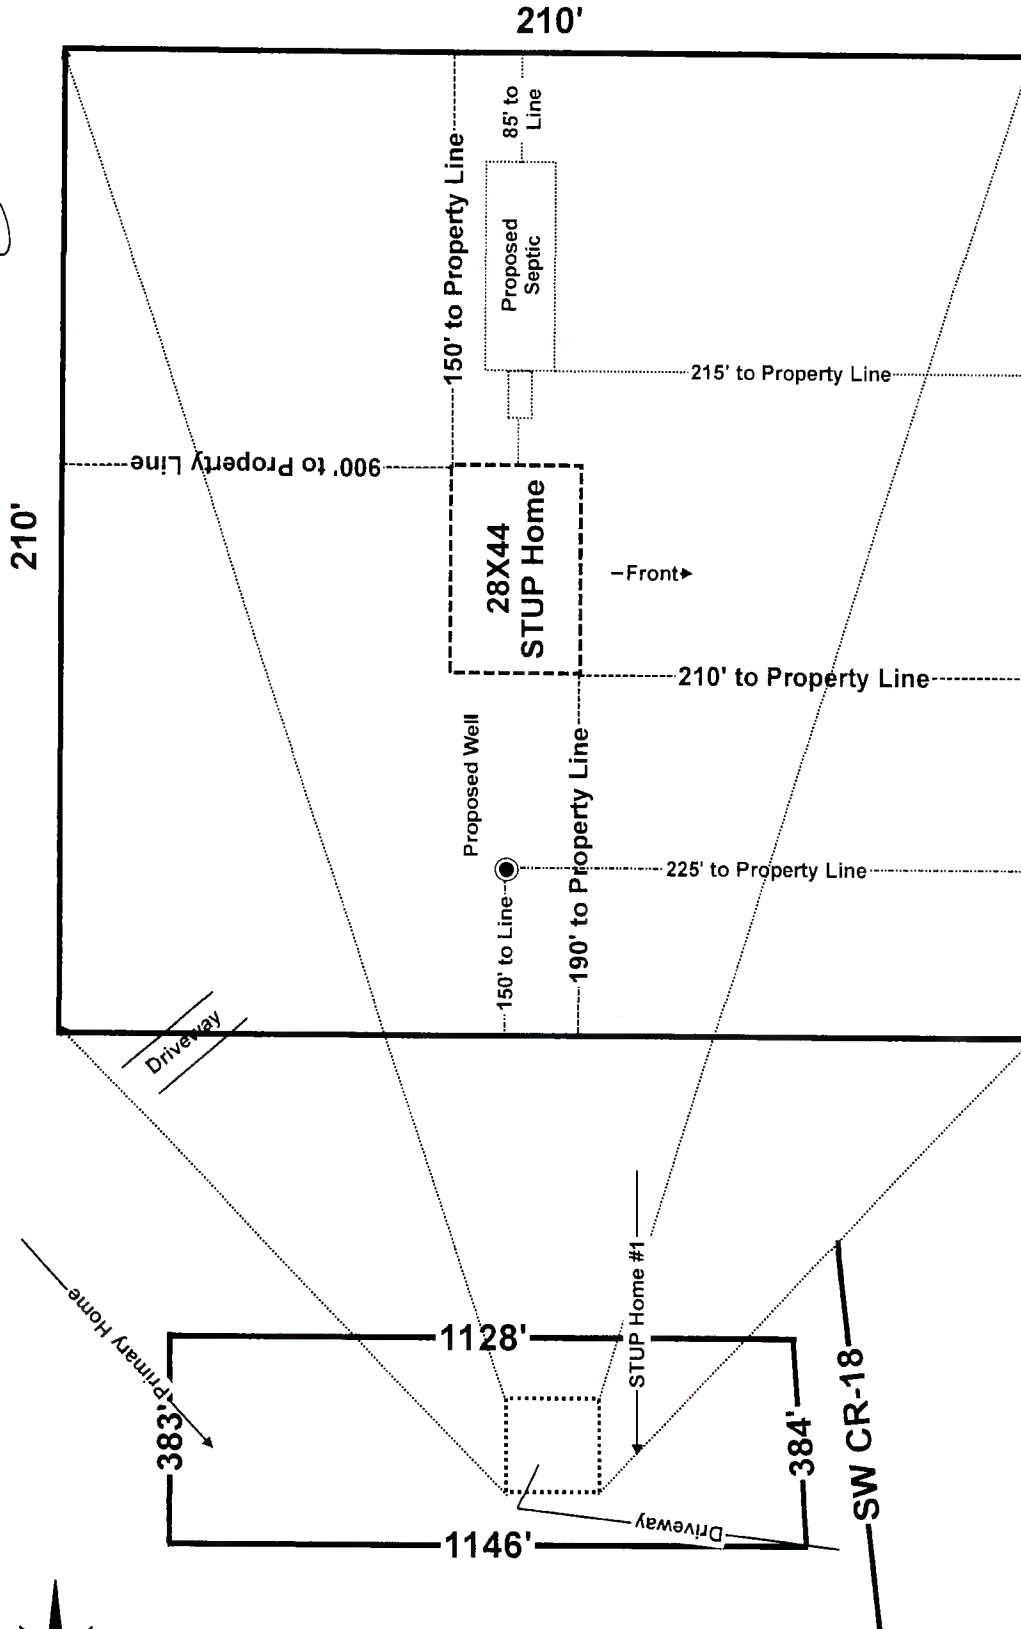 210'
85' to
Line
150' to Property Line
Proposed
Septic
215' to Property Line
900' to Property Line
210'
28X44
STUP Home
Front
210' to Property Line
Proposed Well
190' to Property Line
225' to Property Line
150' to Line
Driveway
STUP Home #1
Primary Home
1128'
383'
384'
SW CR-18
Driveway
1146'